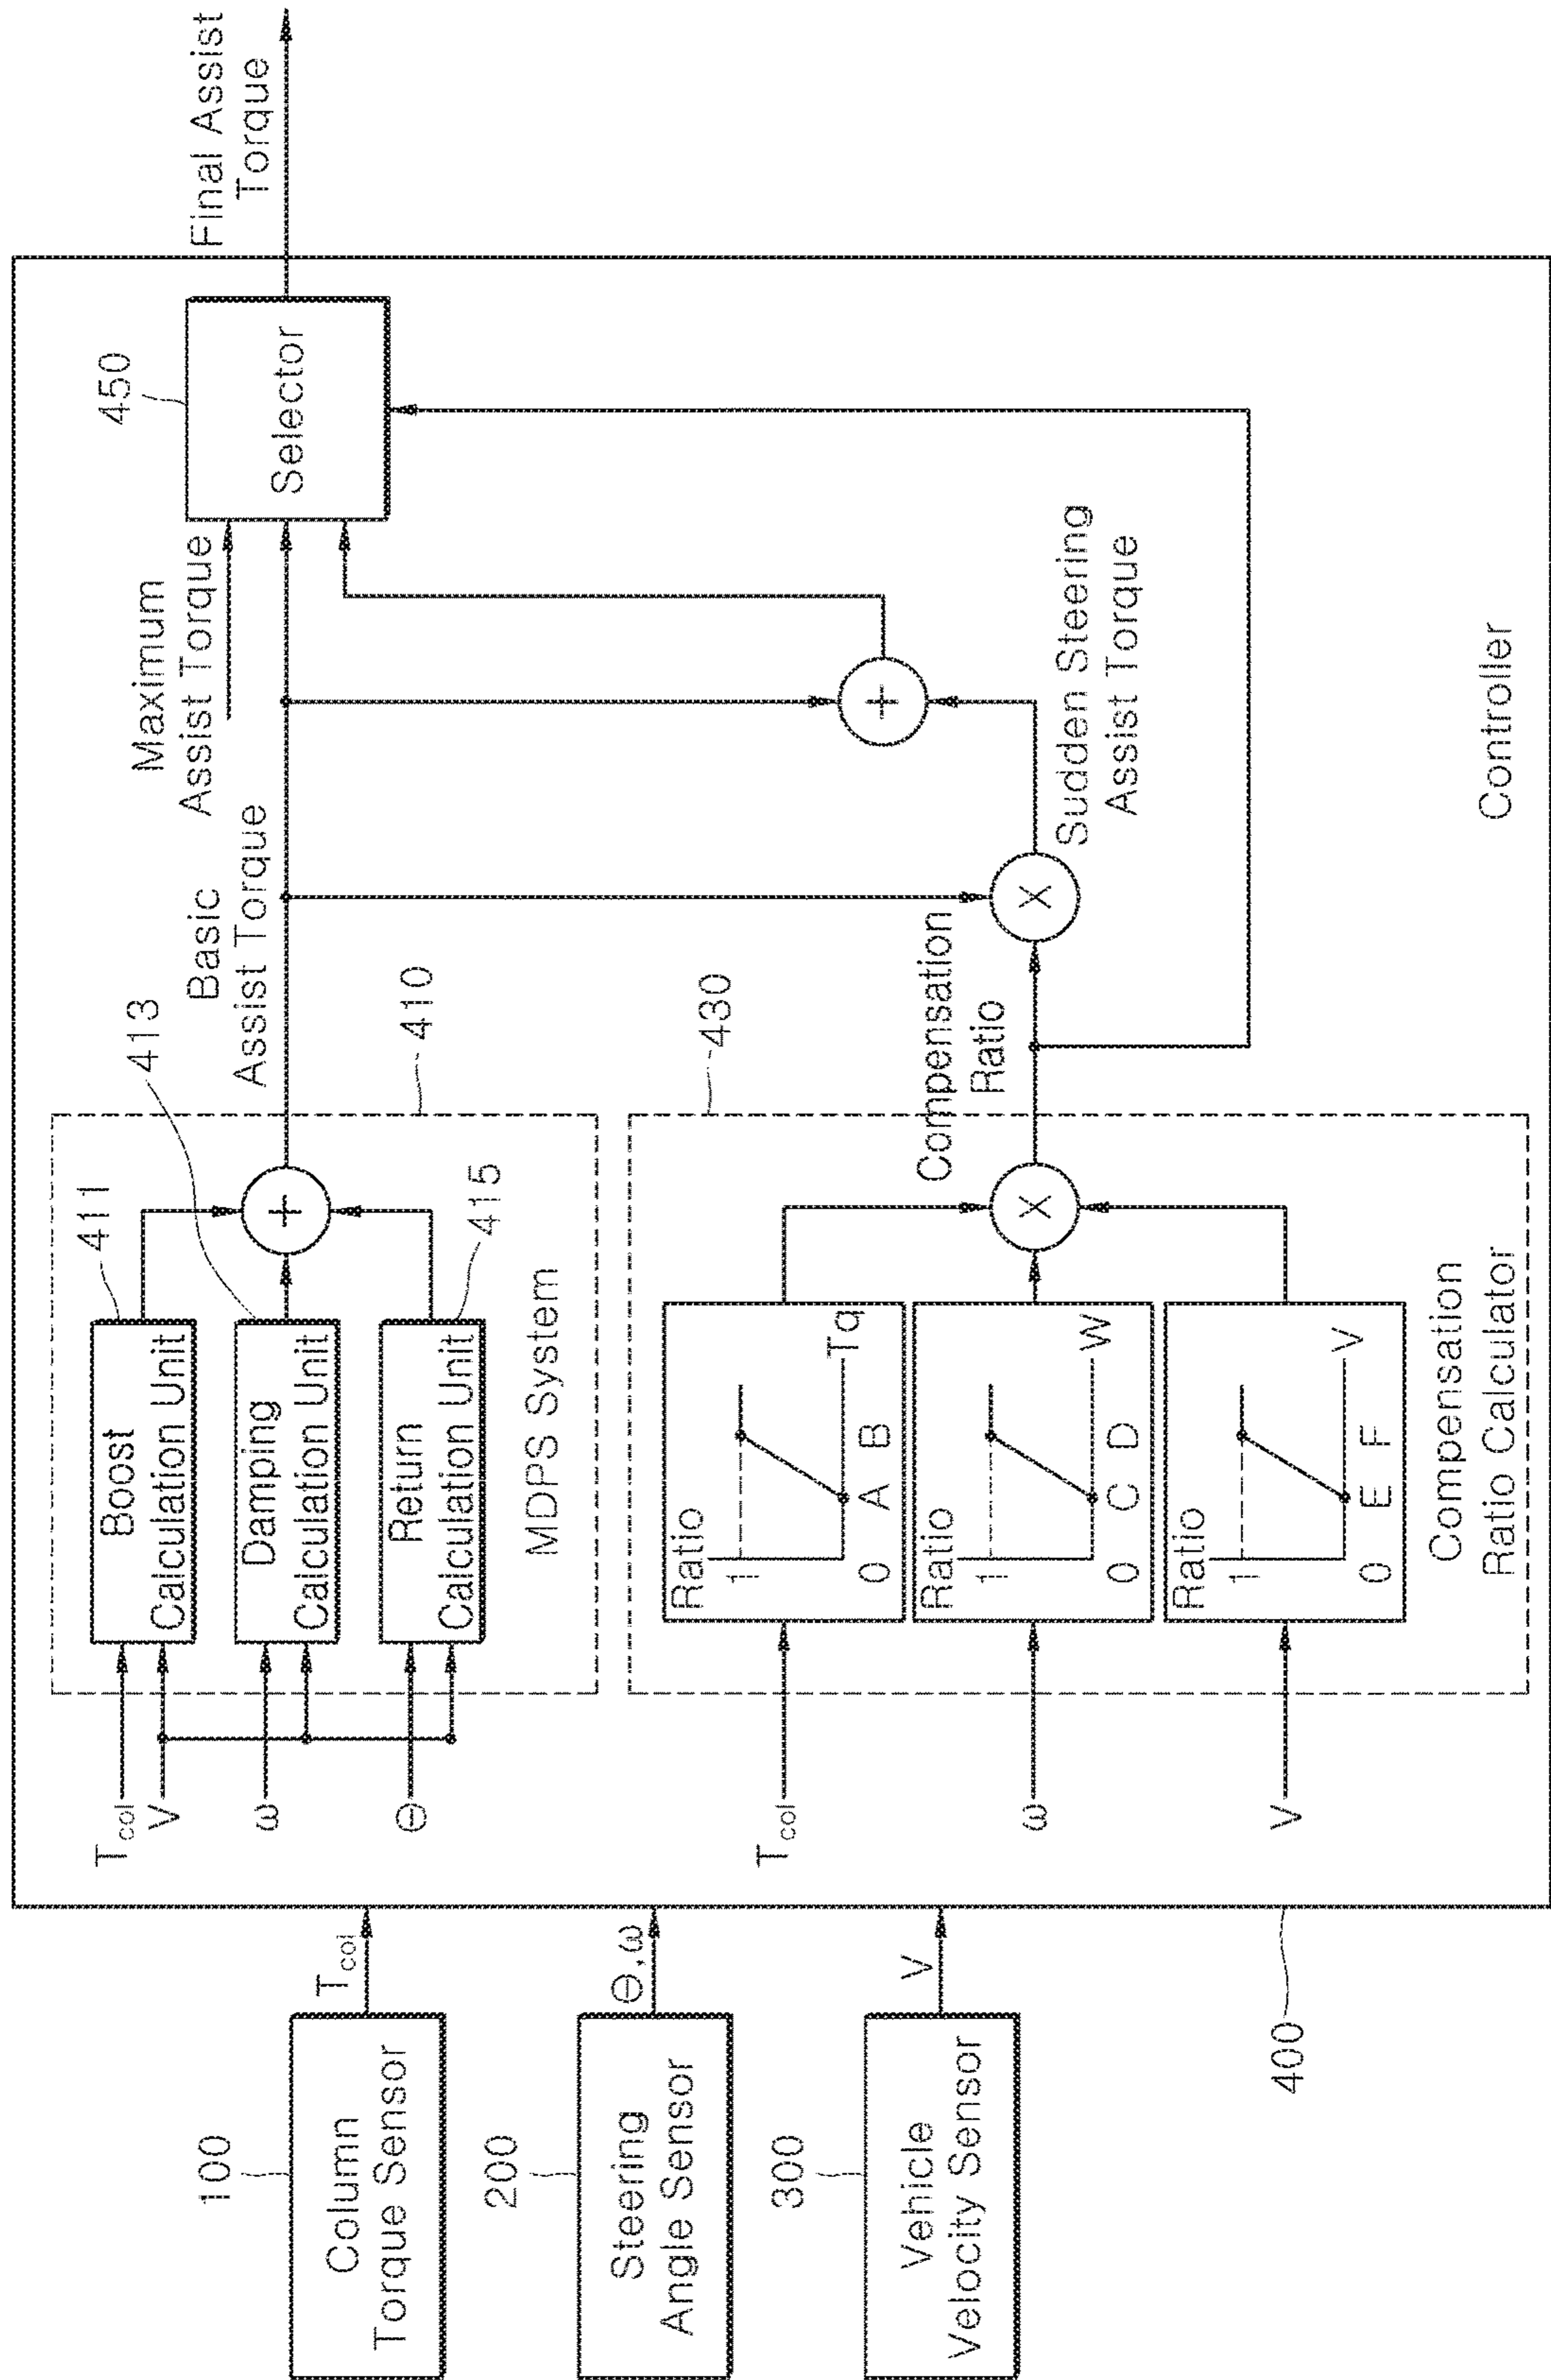 100
Column
Torque Sensor
T_col
200
Steering
Angle Sensor
Θ,ω
300
Vehicle
Velocity Sensor
V
400
Controller
T_col
V
ω
Θ
411
Boost
Calculation Unit
413
Damping
Calculation Unit
415
Return
Calculation Unit
+
MDPS System
410
Basic
Assist Torque
Maximum
Assist Torque
450
Selector
Final Assist
Torque
T_col
Ratio
1
0 A B
Tq
ω
Ratio
1
0 C D
W
V
Ratio
1
0 E F
V
X
Compensation
Ratio Calculator
430
Compensation
Ratio
X
+
Sudden Steering
Assist Torque